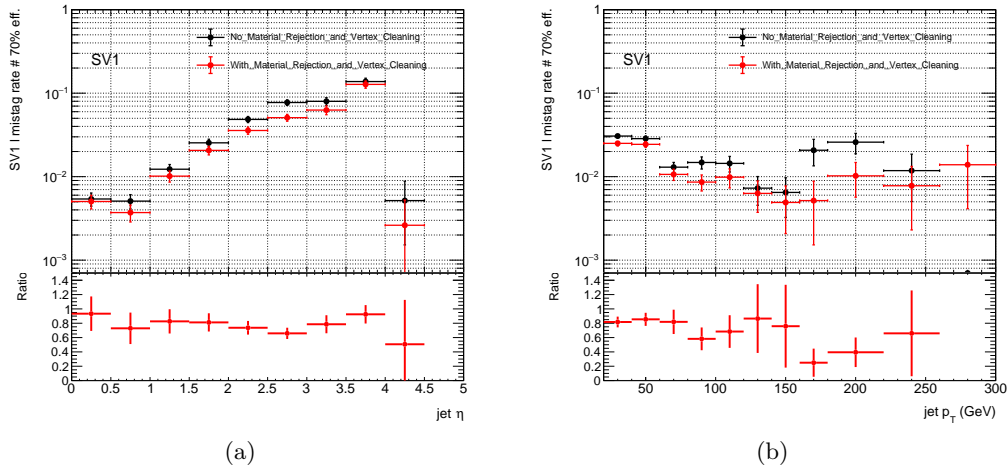 SV1 l mistag rate # 70% eff.
No_Material_Rejection_and_Vertex_Cleaning
SV1
With_Material_Rejection_and_Vertex_Cleaning
10⁻¹
10⁻²
10⁻³
Ratio
1.4
1.2
1
0.8
0.6
0.4
0.2
0
0 0.5 1 1.5 2 2.5 3 3.5 4 4.5 5
jet η
(a)
SV1 l mistag rate # 70% eff.
No_Material_Rejection_and_Vertex_Cleaning
SV1
With_Material_Rejection_and_Vertex_Cleaning
10⁻¹
10⁻²
10⁻³
Ratio
1.4
1.2
1
0.8
0.6
0.4
0.2
0
50 100 150 200 250 300
jet p_T (GeV)
(b)